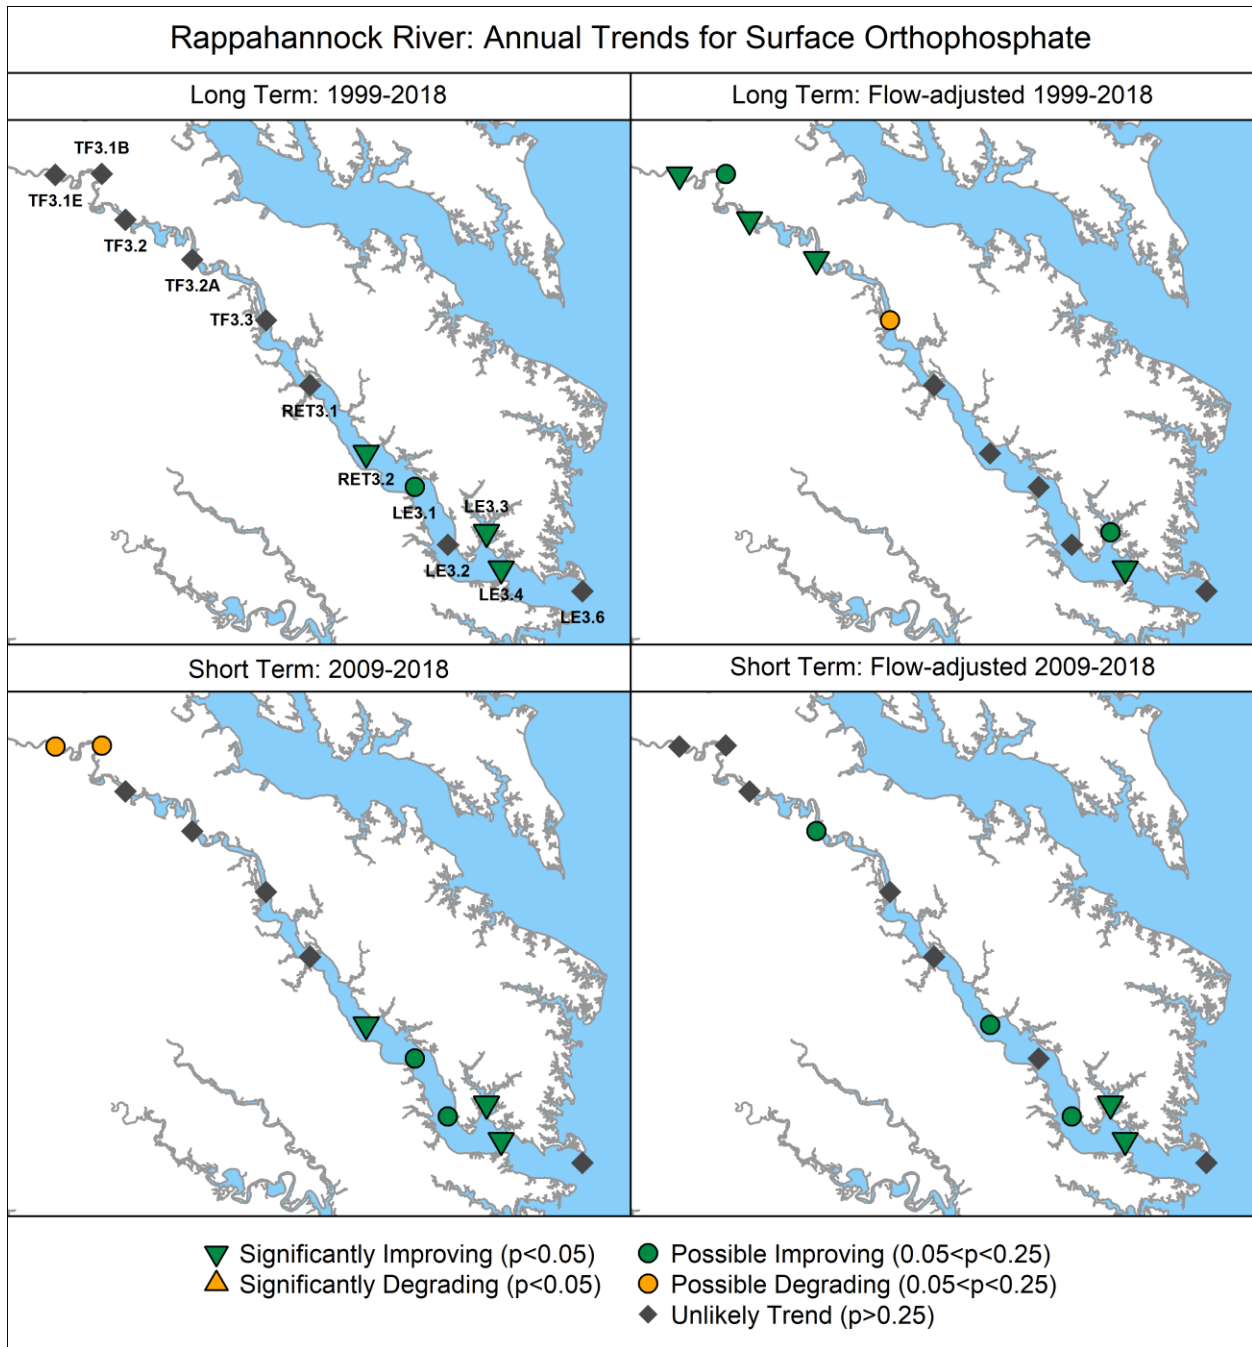 Rappahannock River: Annual Trends for Surface Orthophosphate
Long Term: 1999-2018
Long Term: Flow-adjusted 1999-2018
TF3.1B
TF3.1E
TF3.2
TF3.2A
TF3.3
RET3.1
RET3.2
LE3.1
LE3.3
LE3.2
LE3.4
LE3.6
Short Term: 2009-2018
Short Term: Flow-adjusted 2009-2018
Significantly Improving (p<0.05)
Significantly Degrading (p<0.05)
Possible Improving (0.05<p<0.25)
Possible Degrading (0.05<p<0.25)
Unlikely Trend (p>0.25)